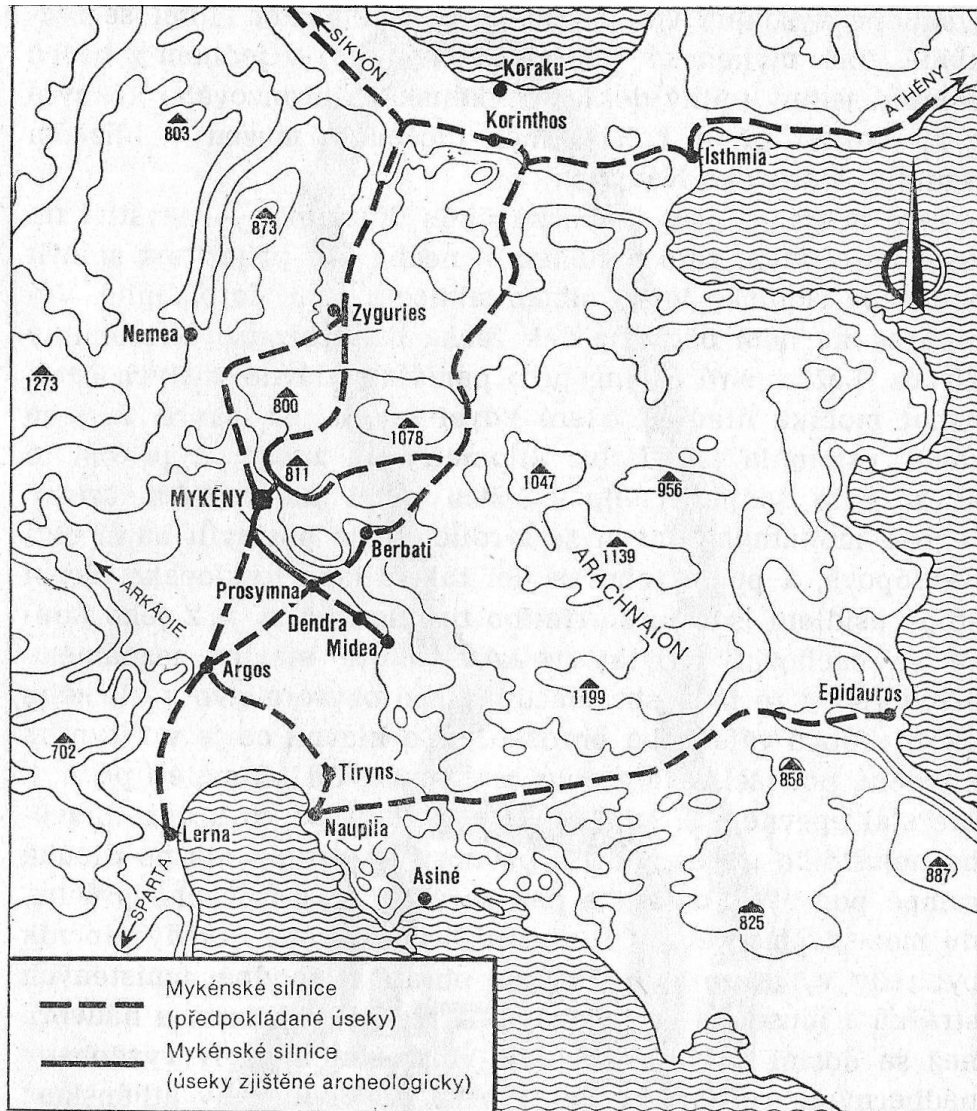 SIKYÓN
Koraku
Korinthos
ATHÉNY
Isthmia
803
873
Nemea
Zyguries
1273
800
1078
811
1047
956
MYKÉNY
Berbati
1139
ARACHNAION
ARKÁDIE
Prosymna
Dendra
Midea
Argos
1199
Epidauros
702
Tiryns
858
Lerna
Nauplia
887
SPARTA
Asiné
825
Mykénské silnice
(předpokládané úseky)
Mykénské silnice
(úseky zjištěné archeologicky)